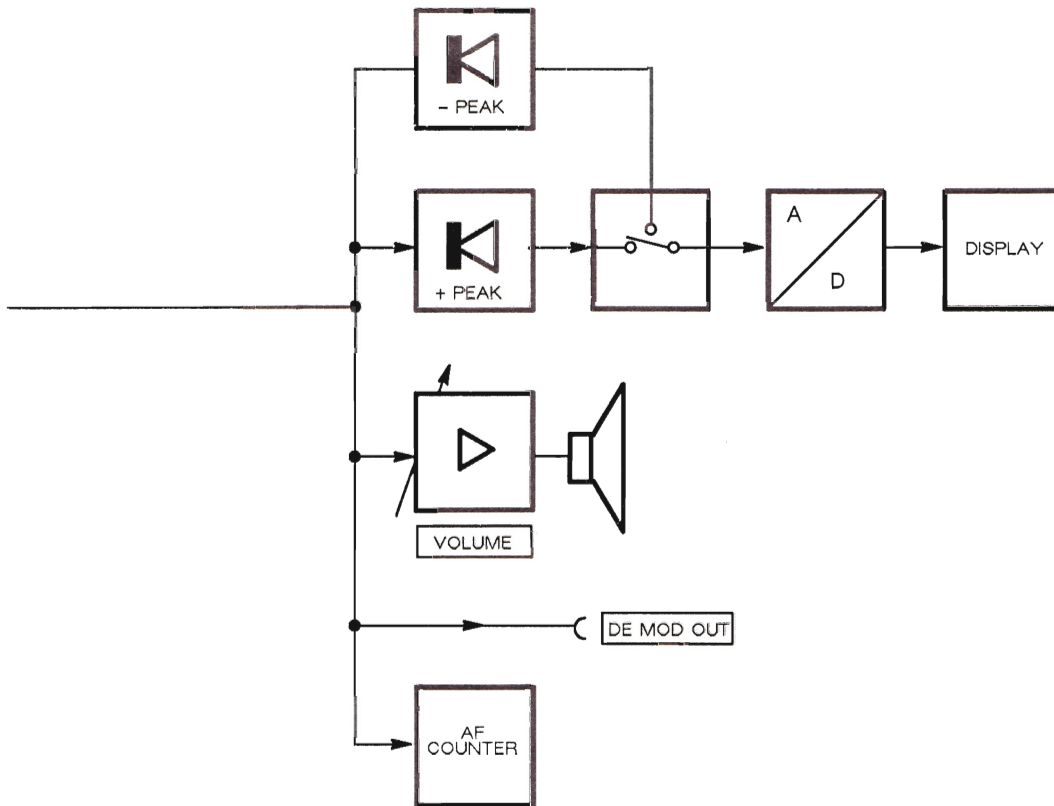 – PEAK
+ PEAK
A
D
DISPLAY
VOLUME
DE MOD OUT
AF
COUNTER